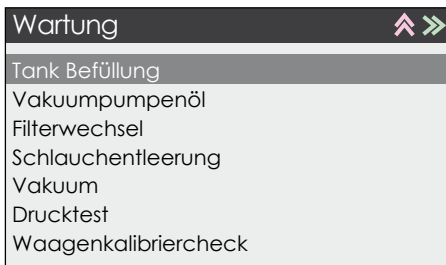 Wartung
Tank Befüllung
Vakuumpumpenöl
Filterwechsel
Schlauchentleerung
Vakuum
Drucktest
Waagenkalibriercheck